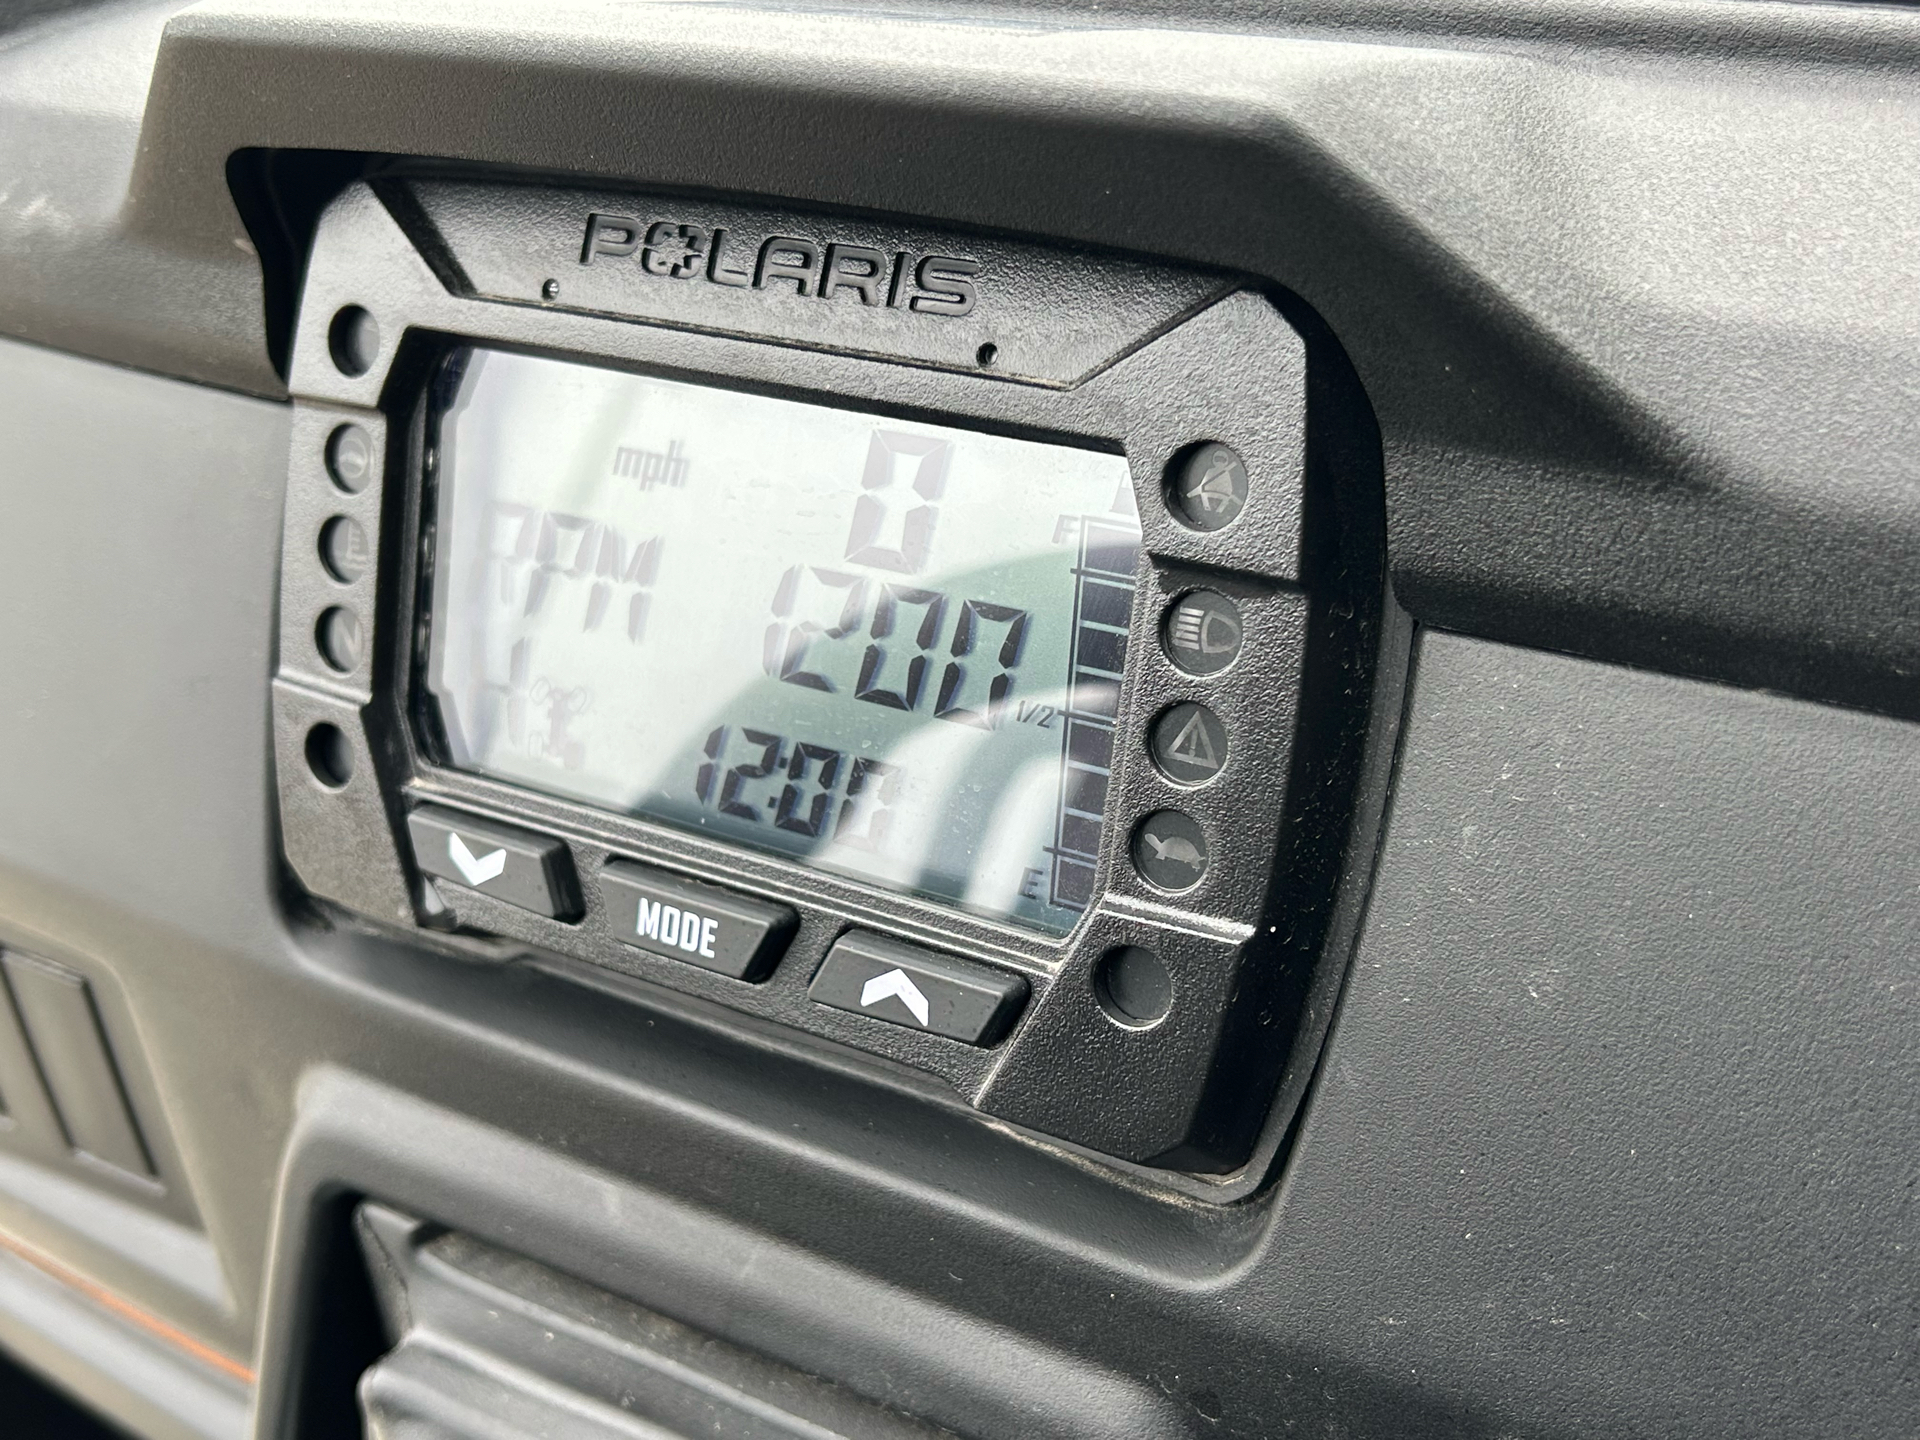 POLARIS
mph 0
F
RPM 1200
1/2
12:00
E
N
MODE